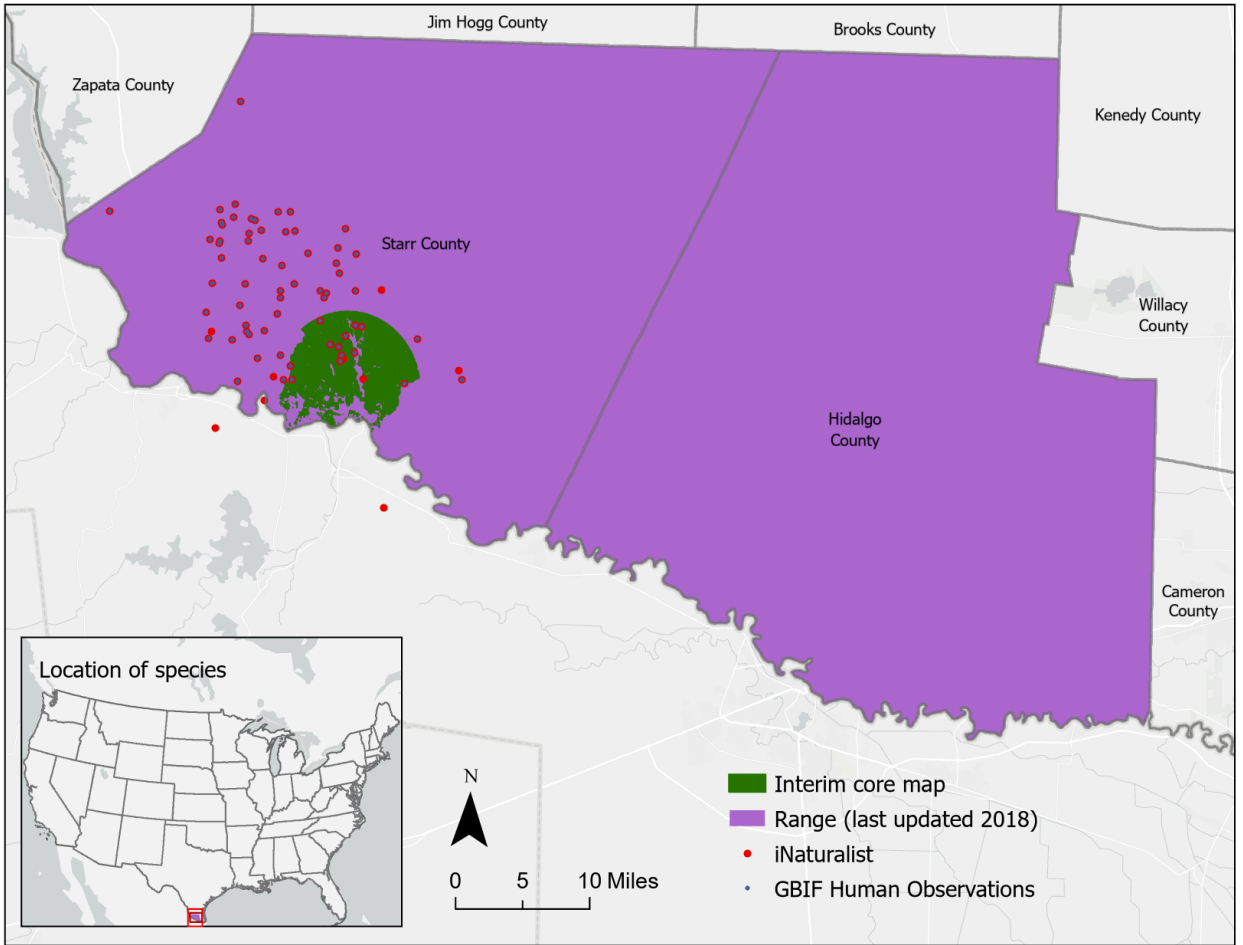 Jim Hogg County
Brooks County
Zapata County
Kenedy County
Starr County
Willacy
County
Hidalgo
County
Cameron
County
Location of species
N
0 5 10 Miles
Interim core map
Range (last updated 2018)
iNaturalist
GBIF Human Observations